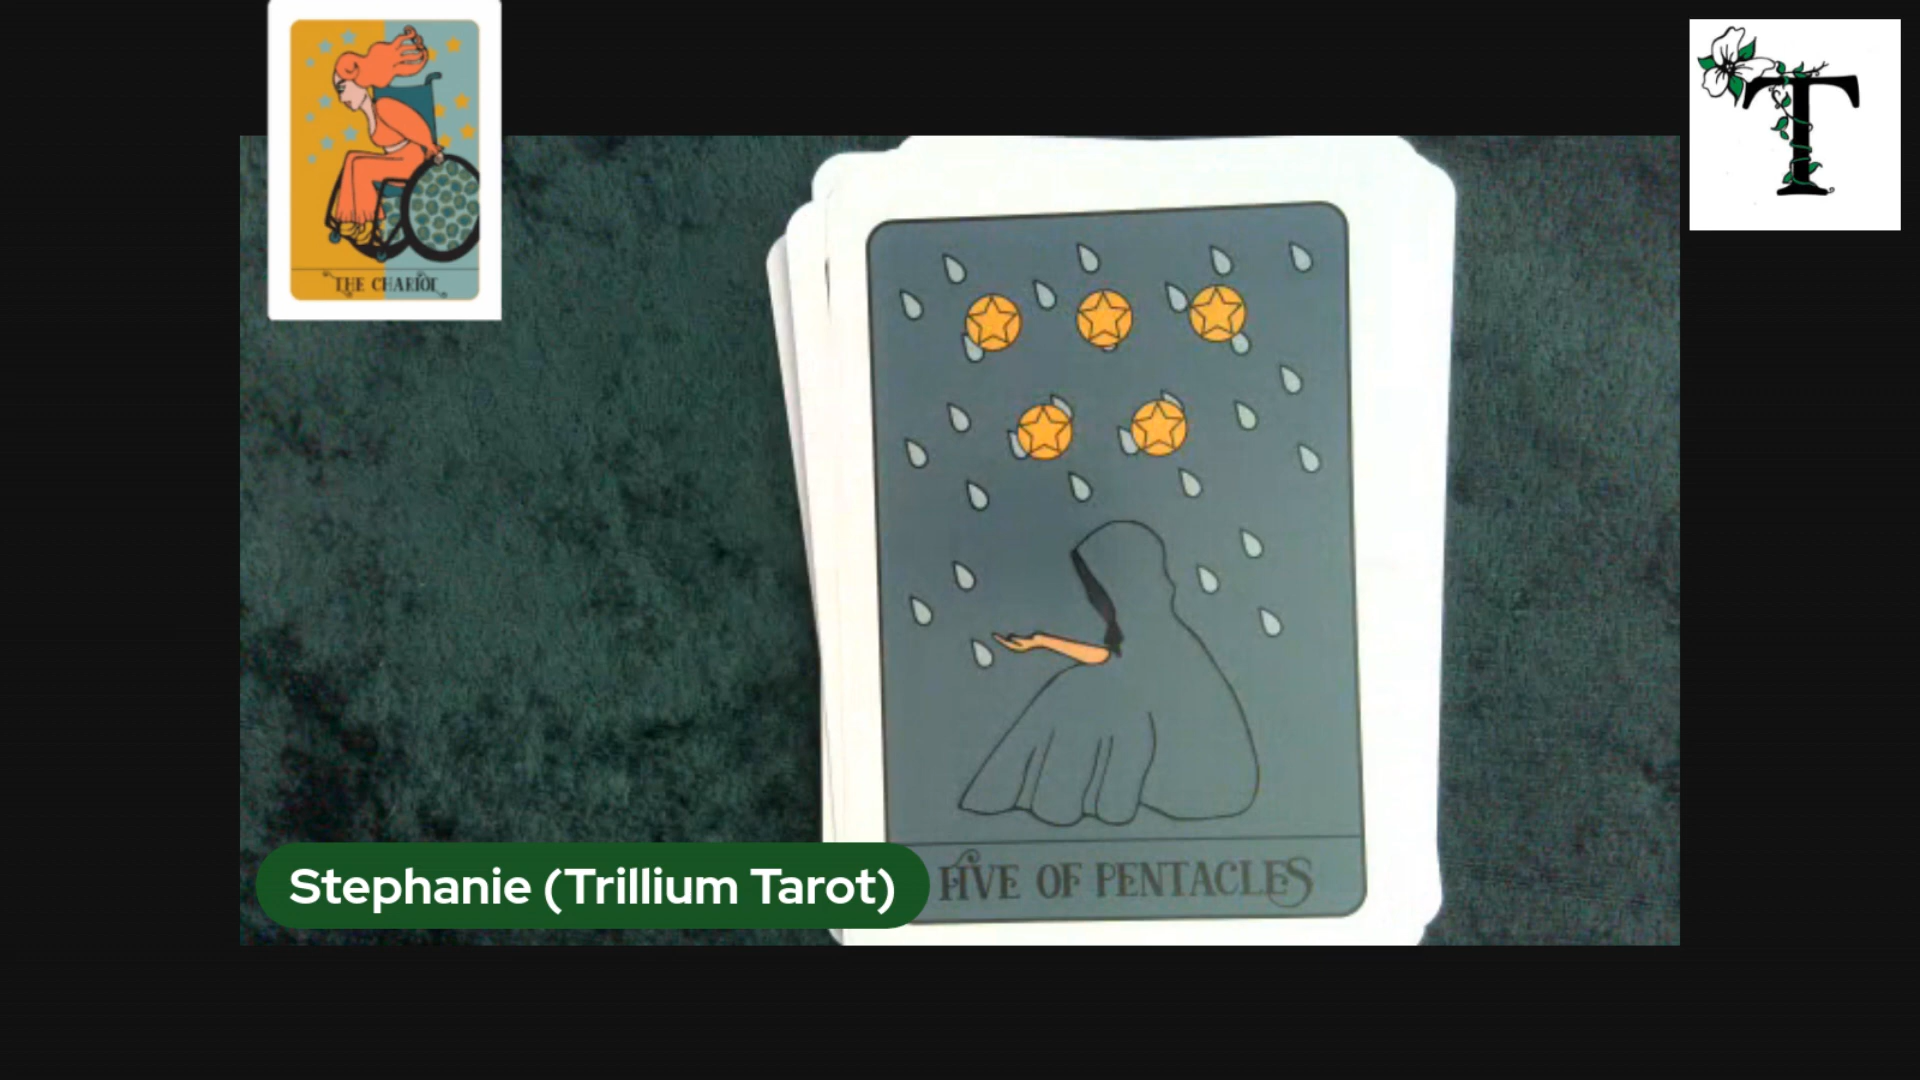 THE CHARIOT
T
FIVE OF PENTACLES
Stephanie (Trillium Tarot)